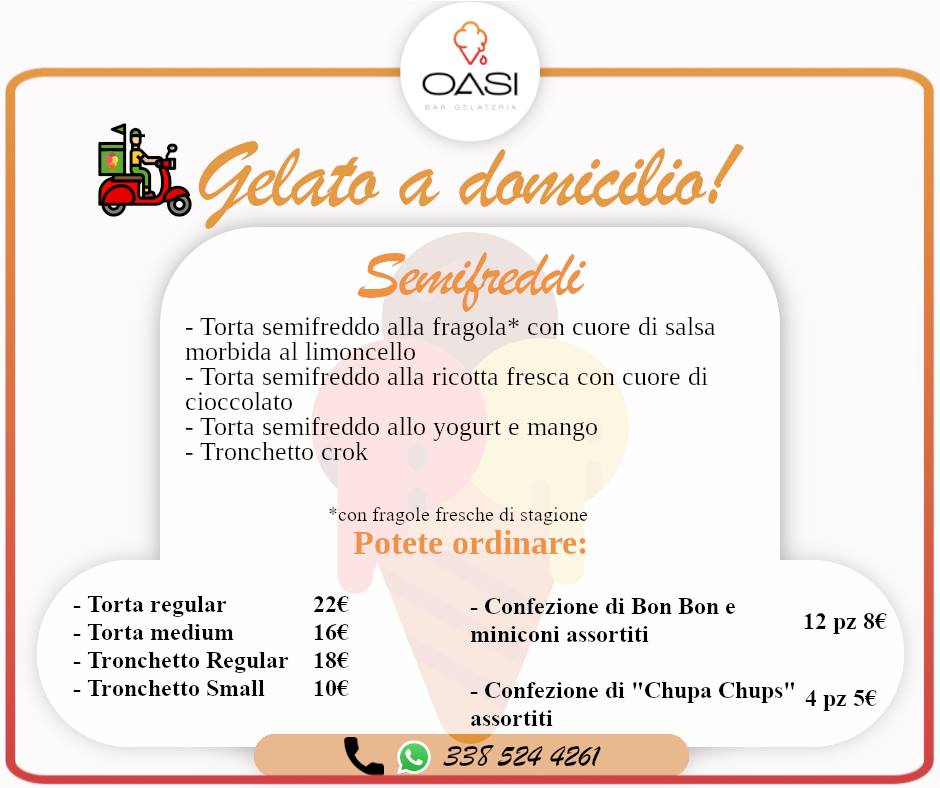 OASI
BAR GELATERIA
Gelato a domicilio!
Semifreddi
- Torta semifreddo alla fragola* con cuore di salsa
morbida al limoncello
- Torta semifreddo alla ricotta fresca con cuore di
cioccolato
- Torta semifreddo allo yogurt e mango
- Tronchetto crok
*con fragole fresche di stagione
Potete ordinare:
- Torta regular 22€
- Torta medium 16€
- Tronchetto Regular 18€
- Tronchetto Small 10€
- Confezione di Bon Bon e
miniconi assortiti
12 pz 8€
- Confezione di "Chupa Chups"
assortiti
4 pz 5€
338 524 4261